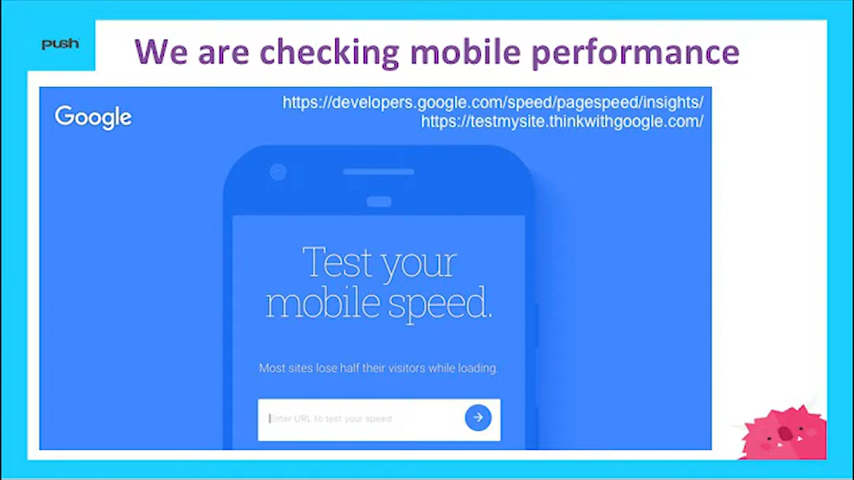 push
We are checking mobile performance
Google
https://developers.google.com/speed/pagespeed/insights/
https://testmysite.thinkwithgoogle.com/
Test your
mobile speed.
Most sites lose half their visitors while loading.
Enter URL to test your speed